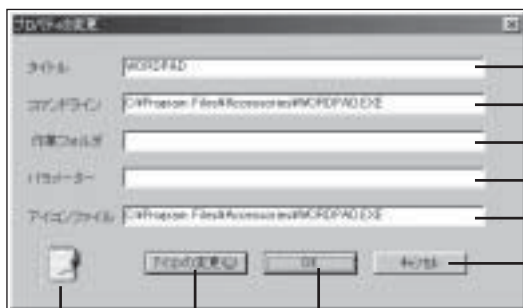 プロパティの変更
タイトル WORDPAD
コマンドライン C:¥Program Files¥Accessories¥WORDPAD.EXE
作業フォルダ
パラメーター
アイコンファイル C:¥Program Files¥Accessories¥WORDPAD.EXE
アイコンの変更(I) OK キャンセル